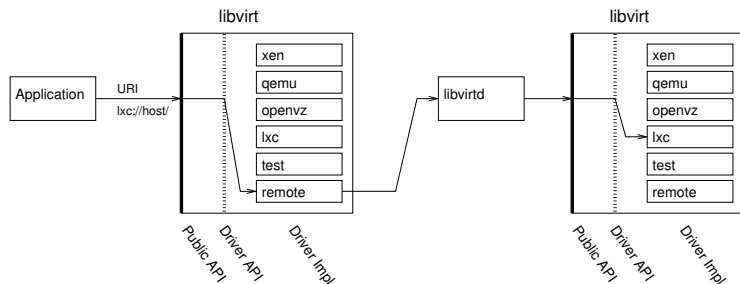 libvirt
libvirt
Application
URI
lxc://host/
xen
qemu
openvz
lxc
test
remote
libvirtd
xen
qemu
openvz
lxc
test
remote
Public API
Driver API
Driver Impl
Public API
Driver API
Driver Impl